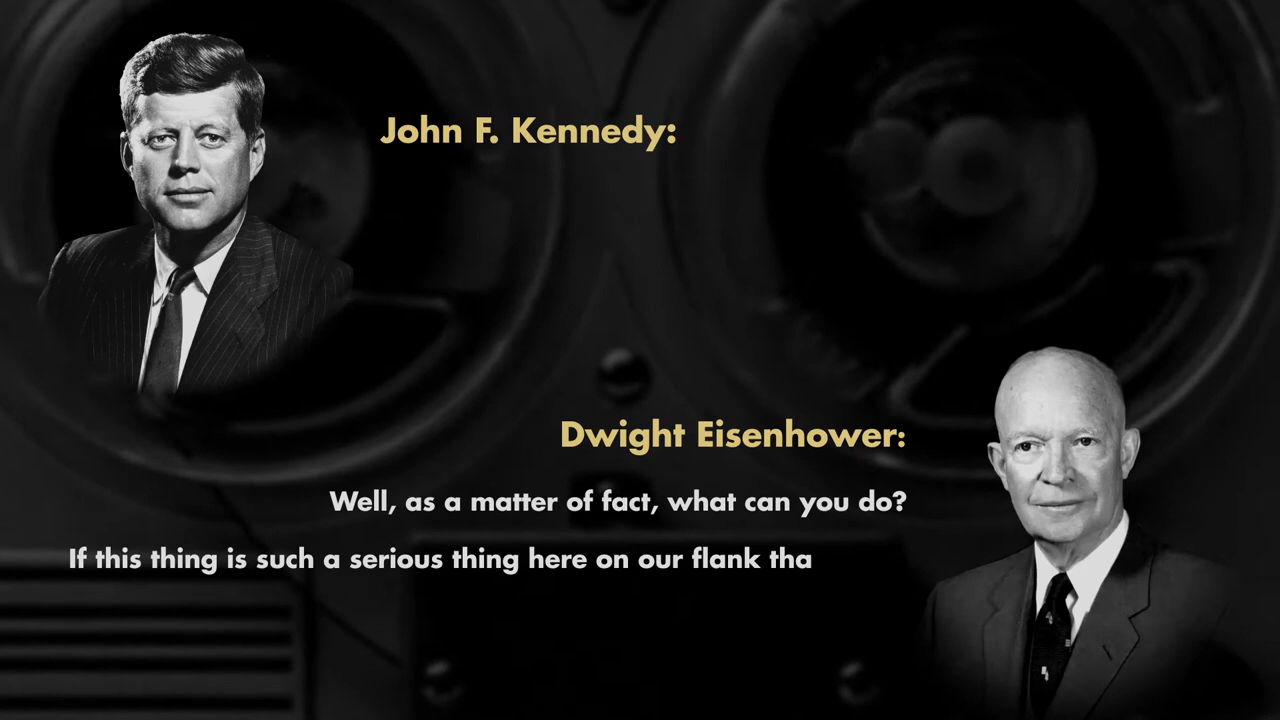 John F. Kennedy:
Dwight Eisenhower:
Well, as a matter of fact, what can you do?
If this thing is such a serious thing here on our flank tha